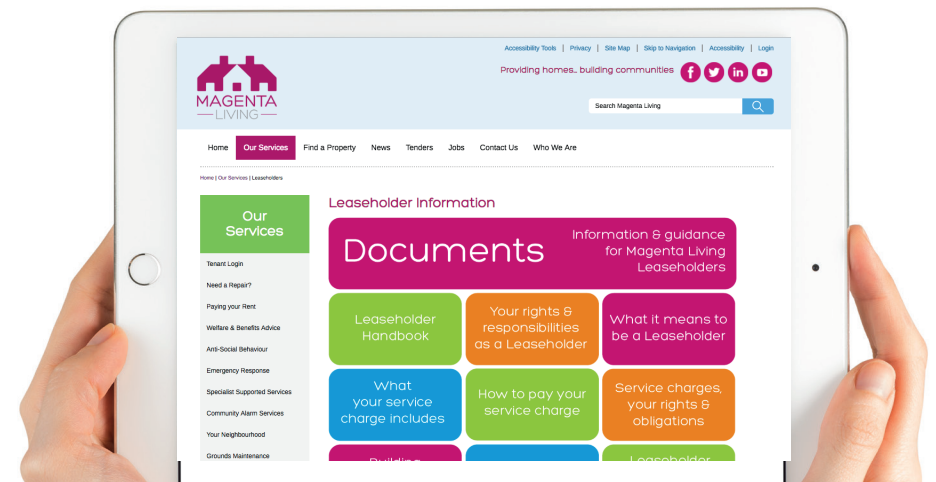 Accessibility Tools | Privacy | Site Map | Skip to Navigation | Accessibility | Login
Providing homes... building communities
MAGENTA
LIVING
Search Magenta Living
Home Our Services Find a Property News Tenders Jobs Contact Us Who We Are
Home | Our Services | Leaseholders
Our
Services
Tenant Login
Need a Repair?
Paying your Rent
Welfare & Benefits Advice
Anti-Social Behaviour
Emergency Response
Specialist Supported Services
Community Alarm Services
Your Neighbourhood
Grounds Maintenance
Leaseholder Information
Documents
Information & guidance
for Magenta Living
Leaseholders
Leaseholder
Handbook
Your rights &
responsibilities
as a Leaseholder
What it means to
be a Leaseholder
What
your service
charge includes
How to pay your
service charge
Service charges,
your rights &
obligations
Building
Leaseholder